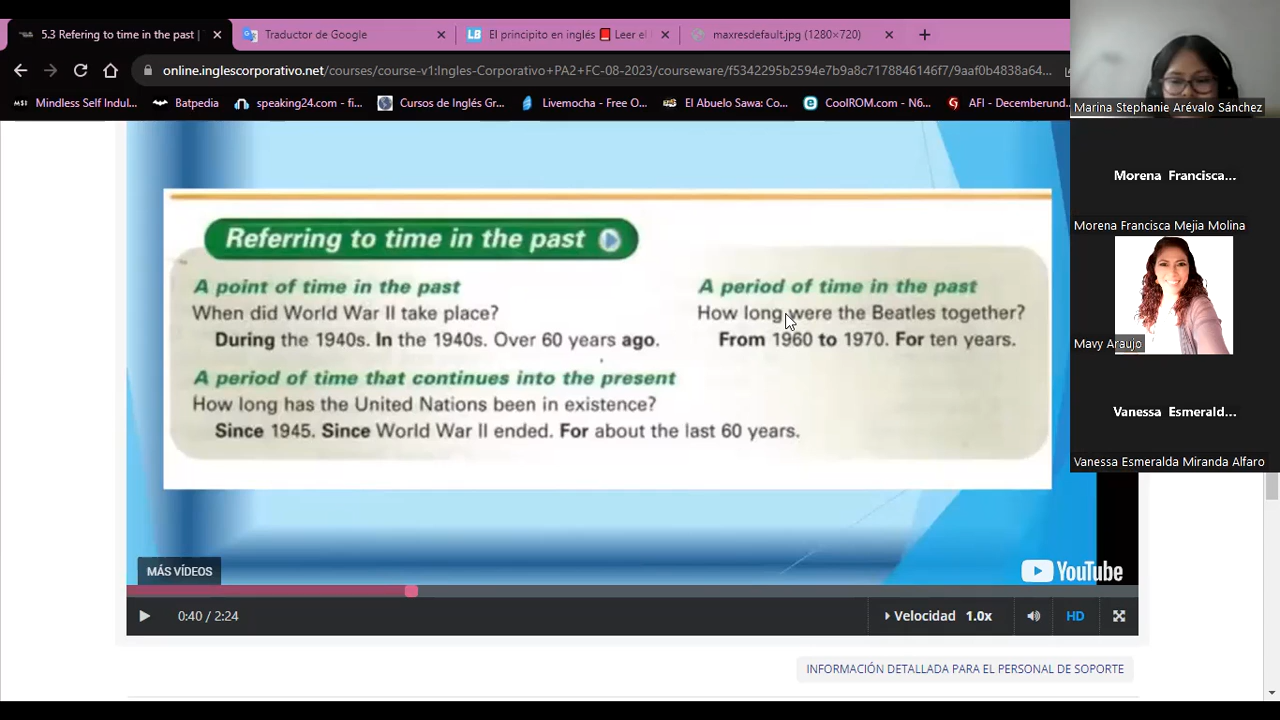 5.3 Refering to time in the past |
Traductor de Google
El principito en inglés 📕 Leer el
maxresdefault.jpg (1280×720)
online.inglescorporativo.net/courses/course-v1:Ingles-Corporativo+PA2+FC-08-2023/courseware/f5342295b2594e7b9a8c7178846146f7/9aaf0b4838a64...
Mindless Self Indul...
Batpedia
speaking24.com - fi...
Cursos de Inglés Gr...
Livemocha - Free O...
El Abuelo Sawa: Co...
CoolROM.com - N6...
AFI - Decemberund...
Referring to time in the past
A point of time in the past
When did World War II take place?
During the 1940s. In the 1940s. Over 60 years ago.
A period of time in the past
How long were the Beatles together?
From 1960 to 1970. For ten years.
A period of time that continues into the present
How long has the United Nations been in existence?
Since 1945. Since World War II ended. For about the last 60 years.
MÁS VÍDEOS
YouTube
0:40 / 2:24
Velocidad 1.0x
HD
INFORMACIÓN DETALLADA PARA EL PERSONAL DE SOPORTE
Marina Stephanie Arévalo Sánchez
Morena Francisca...
Morena Francisca Mejia Molina
Mavy Araujo
Vanessa Esmerald...
Vanessa Esmeralda Miranda Alfaro